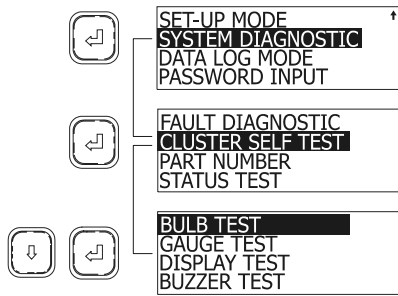 SET-UP MODE
SYSTEM DIAGNOSTIC
DATA LOG MODE
PASSWORD INPUT
FAULT DIAGNOSTIC
CLUSTER SELF TEST
PART NUMBER
STATUS TEST
BULB TEST
GAUGE TEST
DISPLAY TEST
BUZZER TEST